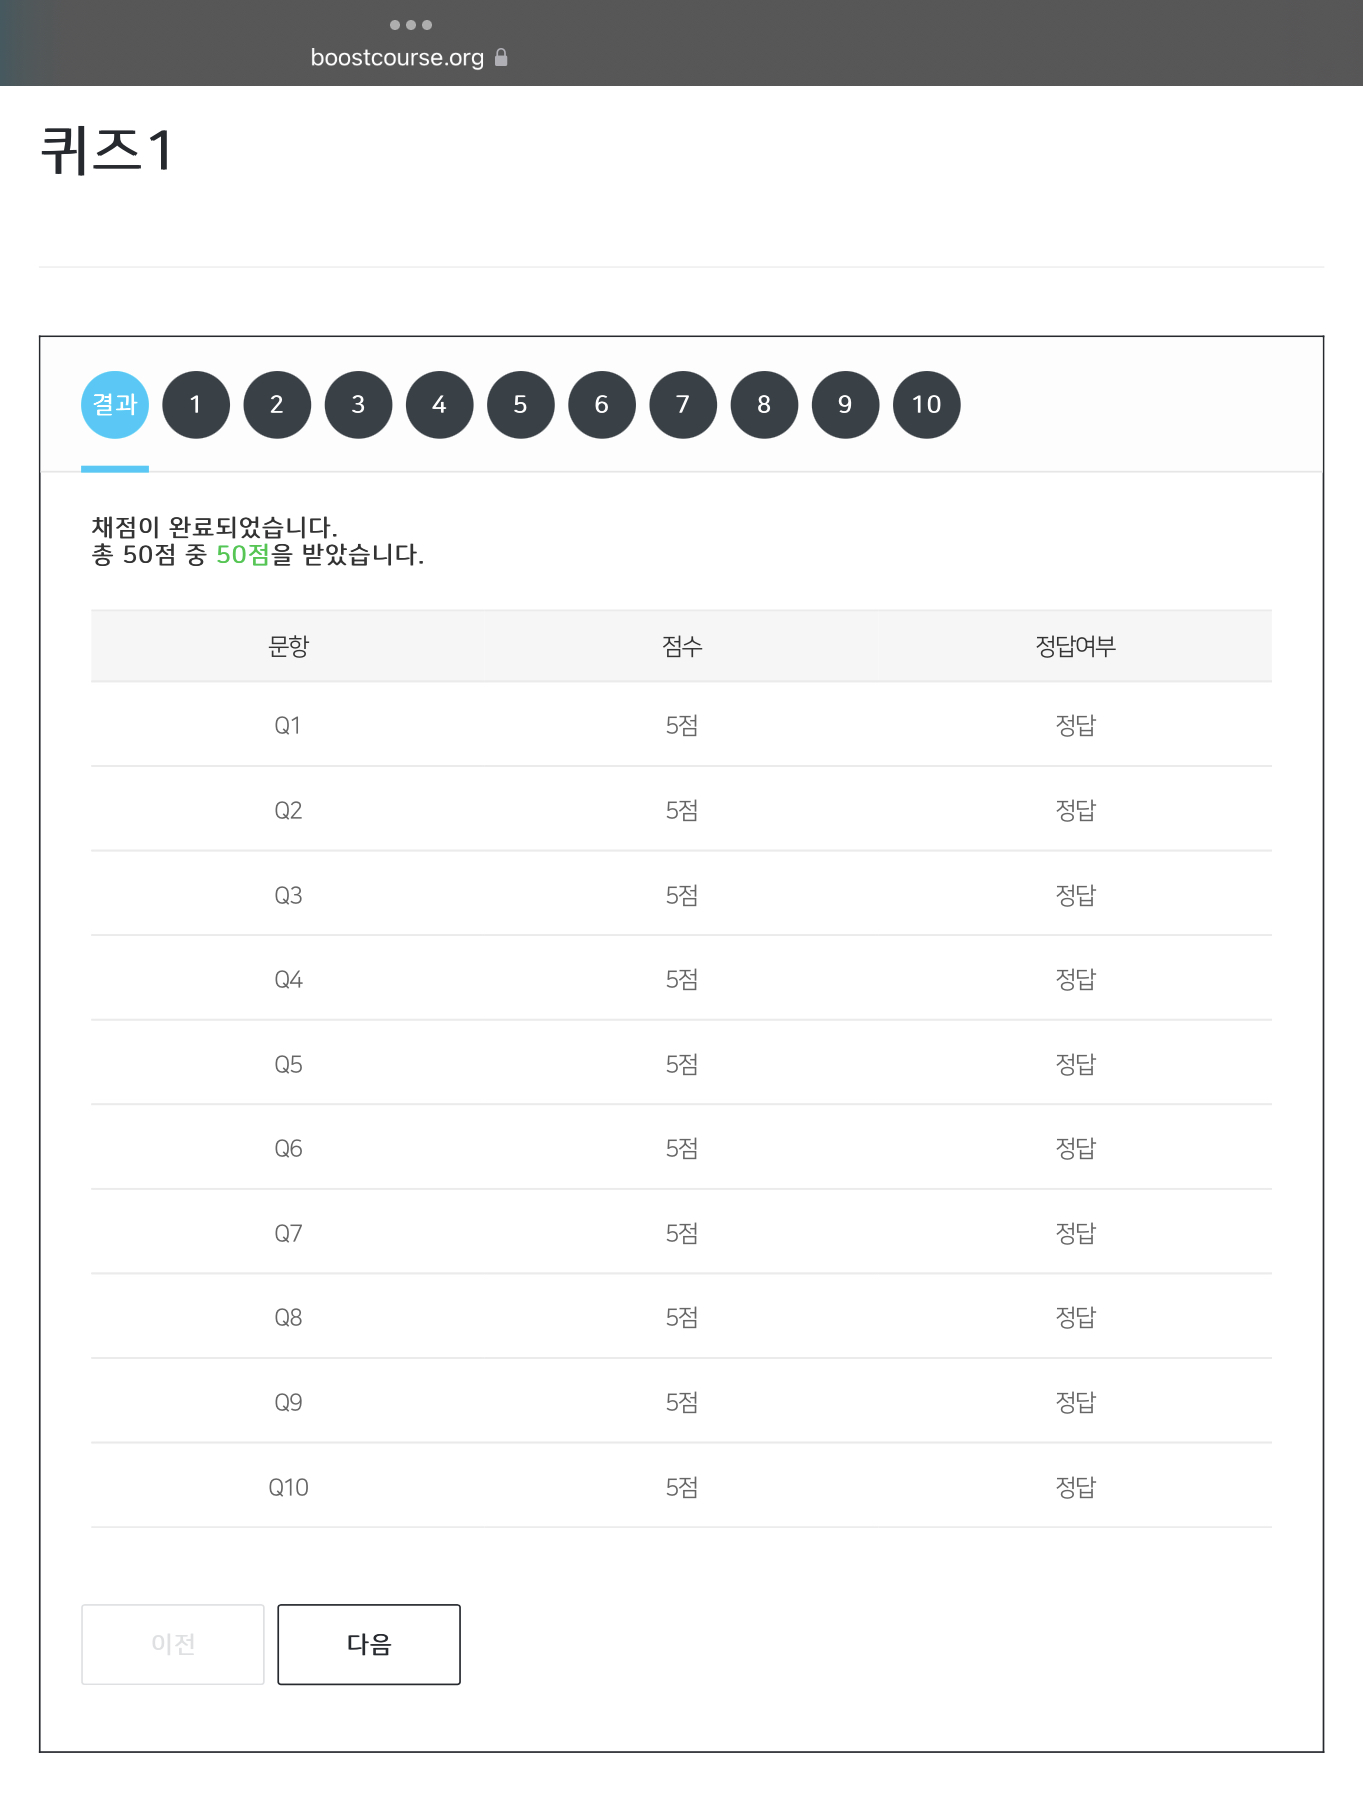 boostcourse.org
퀴즈1
결과 1 2 3 4 5 6 7 8 9 10
채점이 완료되었습니다.
총 50점 중 50점을 받았습니다.
문항 점수 정답여부
Q1 5점 정답
Q2 5점 정답
Q3 5점 정답
Q4 5점 정답
Q5 5점 정답
Q6 5점 정답
Q7 5점 정답
Q8 5점 정답
Q9 5점 정답
Q10 5점 정답
이전 다음